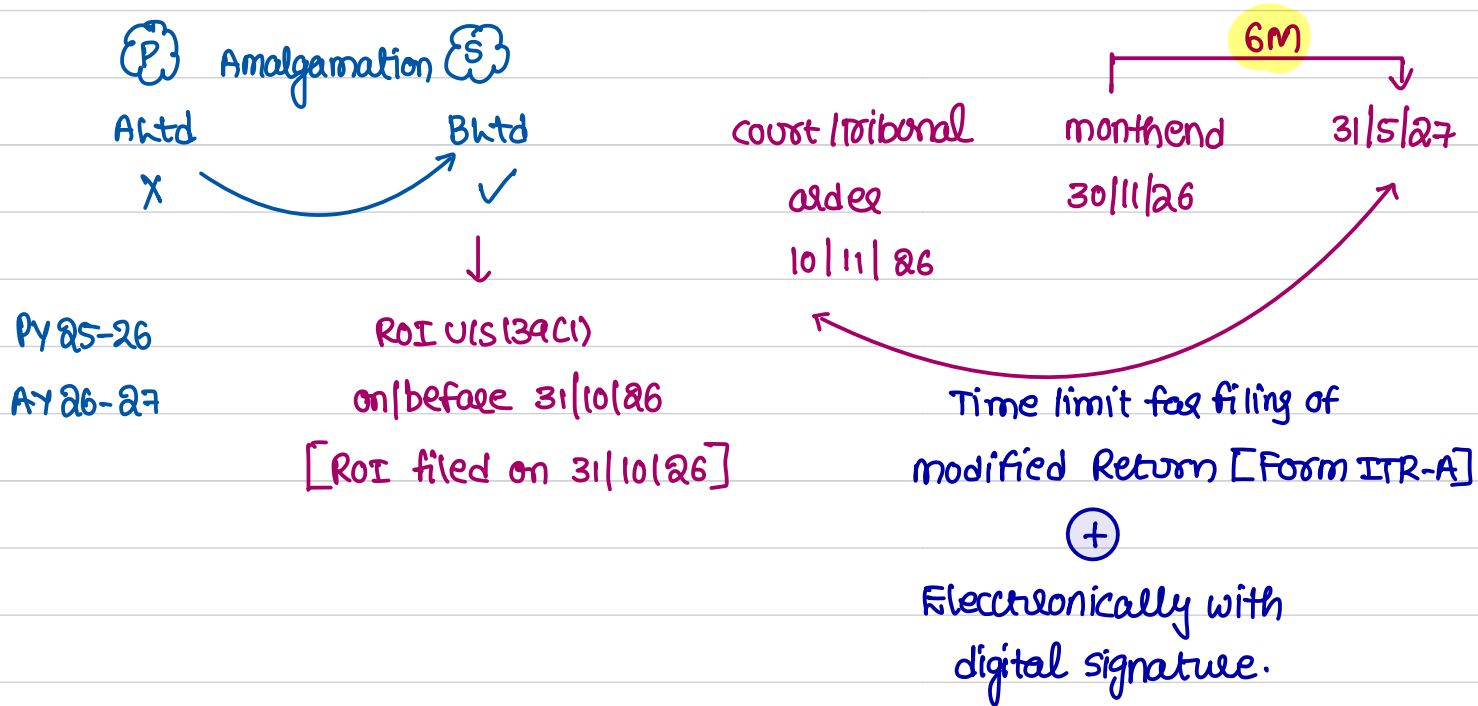 P Amalgamation S
6M
A Ltd B Ltd
X ✓
court/Tribunal monthend 31/5/27
order 30/11/26
10/11/26
PY 25-26
AY 26-27
ROI U/S 139(1)
on/before 31/10/26
[ROI filed on 31/10/26]
Time limit for filing of
modified Return [Form ITR-A]
+
Electronically with
digital signature.